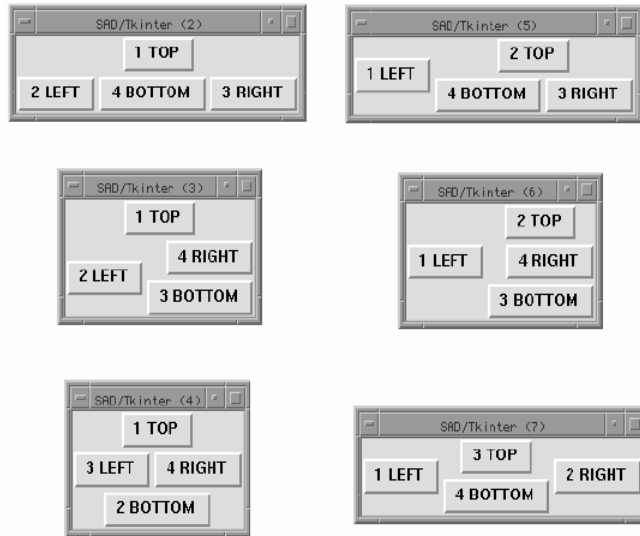 SAD/Tkinter (2)
1 TOP
2 LEFT 4 BOTTOM 3 RIGHT
SAD/Tkinter (5)
2 TOP
1 LEFT
4 BOTTOM 3 RIGHT
SAD/Tkinter (3)
1 TOP
4 RIGHT
2 LEFT
3 BOTTOM
SAD/Tkinter (6)
2 TOP
1 LEFT 4 RIGHT
3 BOTTOM
SAD/Tkinter (4)
1 TOP
3 LEFT 4 RIGHT
2 BOTTOM
SAD/Tkinter (7)
3 TOP
1 LEFT 2 RIGHT
4 BOTTOM